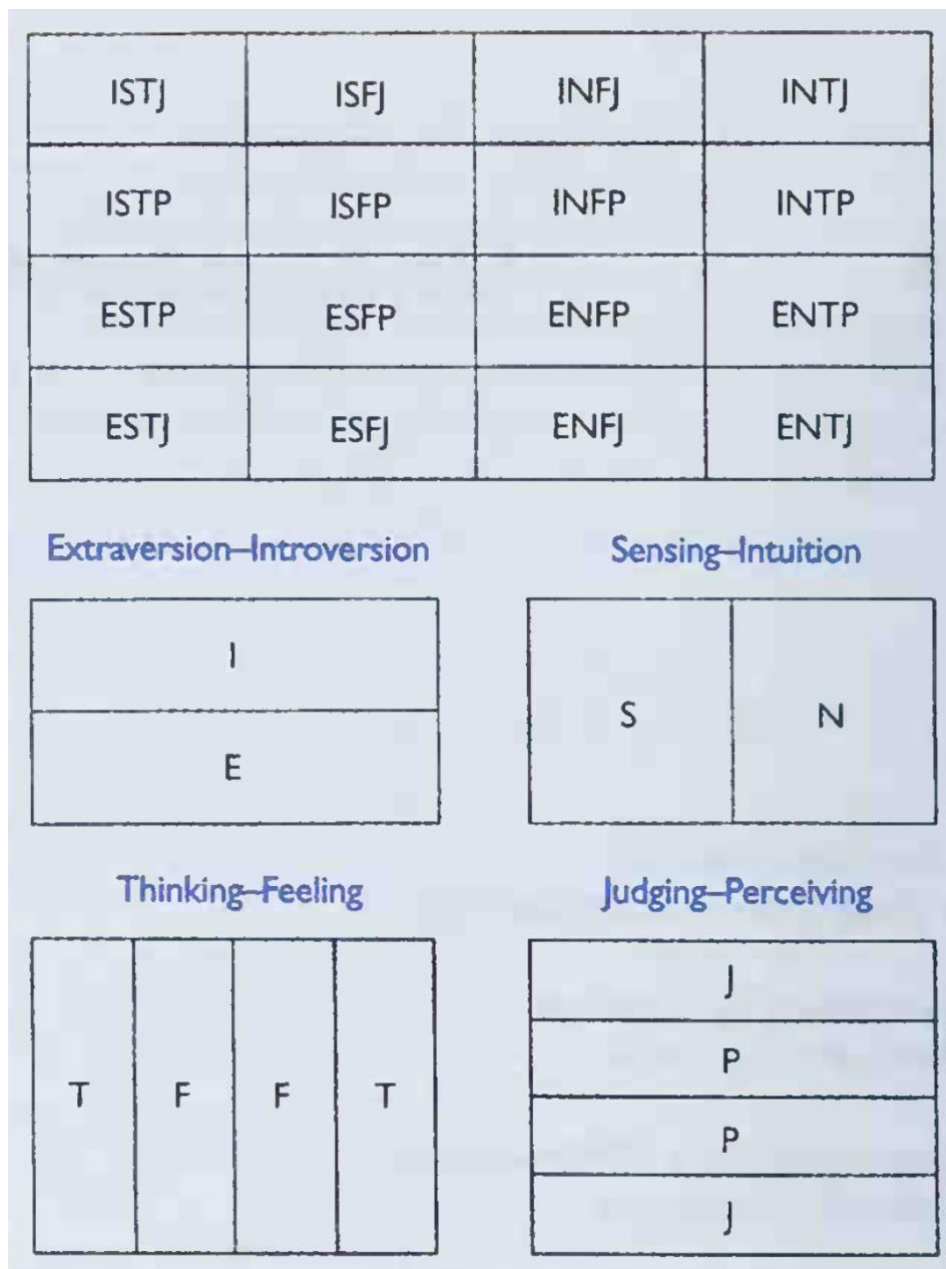 ISTJ ISFJ INFJ INTJ
ISTP ISFP INFP INTP
ESTP ESFP ENFP ENTP
ESTJ ESFJ ENFJ ENTJ
Extraversion–Introversion
I
E
Sensing–Intuition
S N
Thinking–Feeling
T F F T
Judging–Perceiving
J
P
P
J